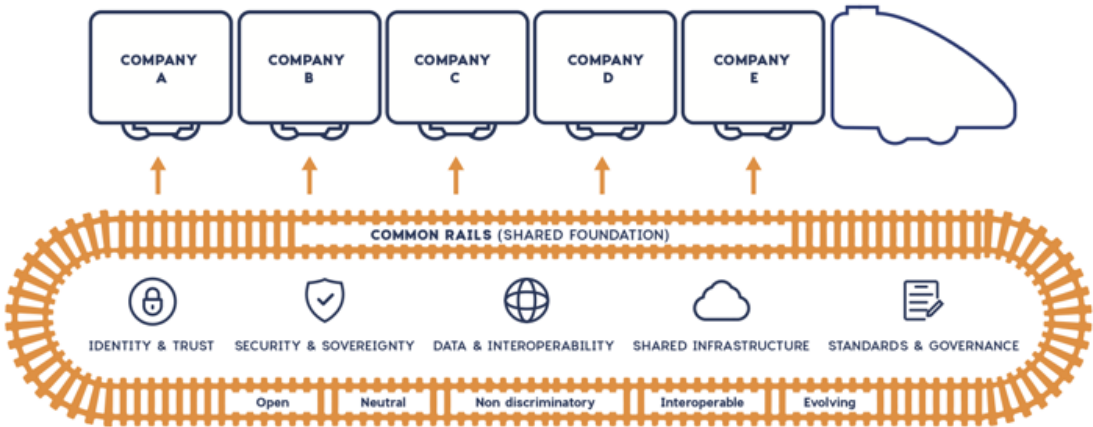 COMPANY
A
COMPANY
B
COMPANY
C
COMPANY
D
COMPANY
E
COMMON RAILS (SHARED FOUNDATION)
IDENTITY & TRUST
SECURITY & SOVEREIGNTY
DATA & INTEROPERABILITY
SHARED INFRASTRUCTURE
STANDARDS & GOVERNANCE
Open
Neutral
Non discriminatory
Interoperable
Evolving